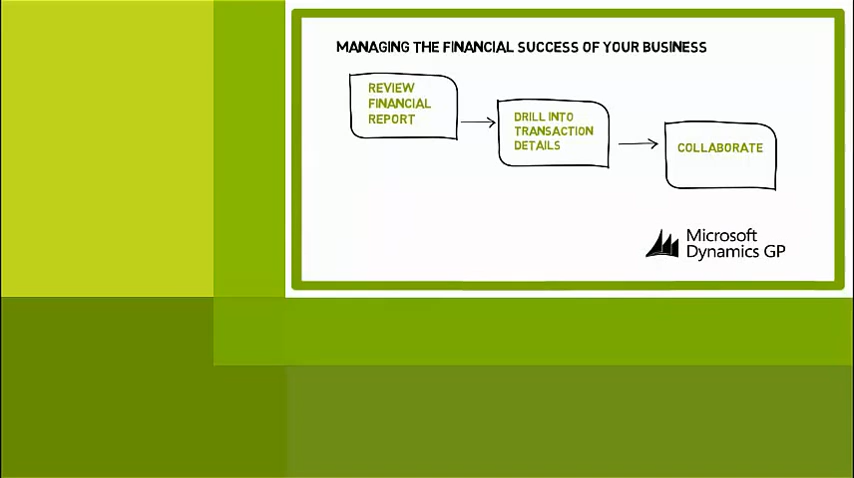 MANAGING THE FINANCIAL SUCCESS OF YOUR BUSINESS
REVIEW
FINANCIAL
REPORT
DRILL INTO
TRANSACTION
DETAILS
COLLABORATE
Microsoft
Dynamics GP